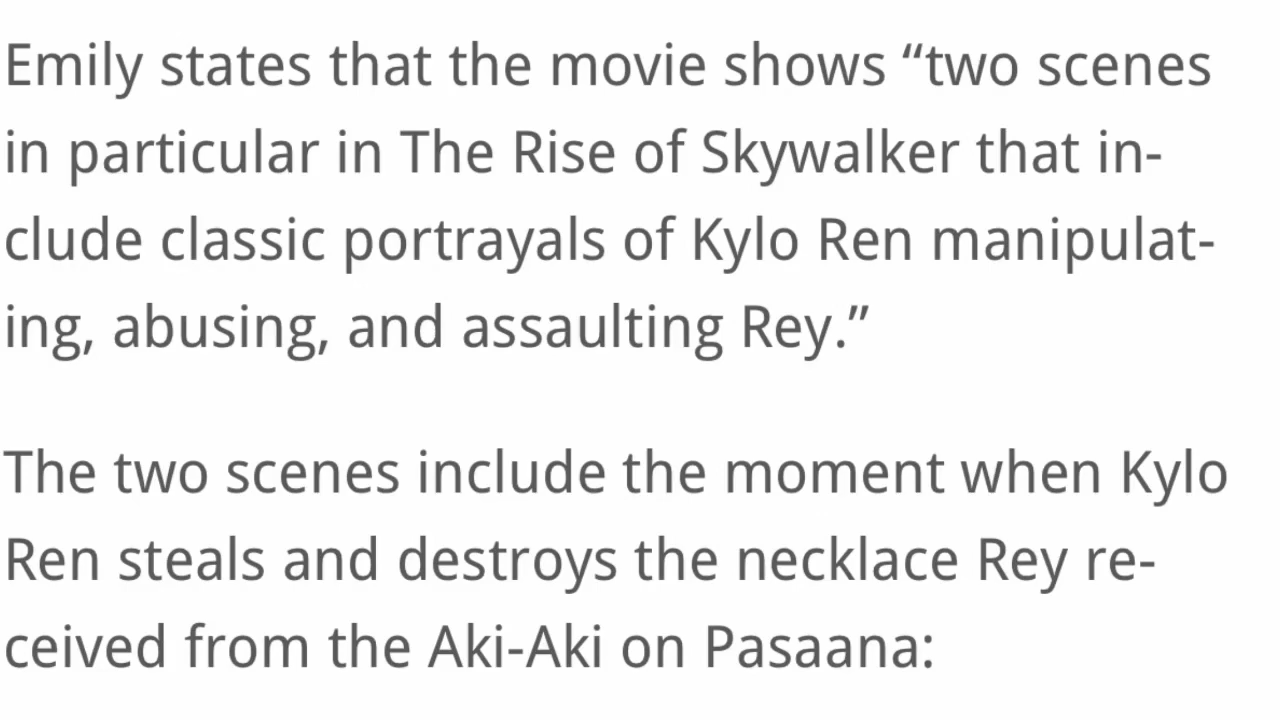 Emily states that the movie shows “two scenes
in particular in The Rise of Skywalker that in-
clude classic portrayals of Kylo Ren manipulat-
ing, abusing, and assaulting Rey.”
The two scenes include the moment when Kylo
Ren steals and destroys the necklace Rey re-
ceived from the Aki-Aki on Pasaana: